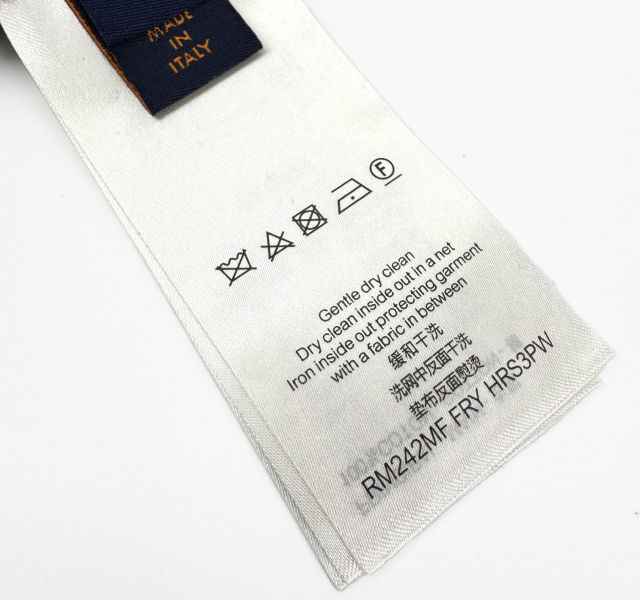 MADE
IN
ITALY
F
Gentle dry clean
Dry clean inside out in a net
Iron inside out protecting garment
with a fabric in between
缓和干洗
洗网中反面干洗
垫布反面熨烫
RM242MF FRY HRS3PW